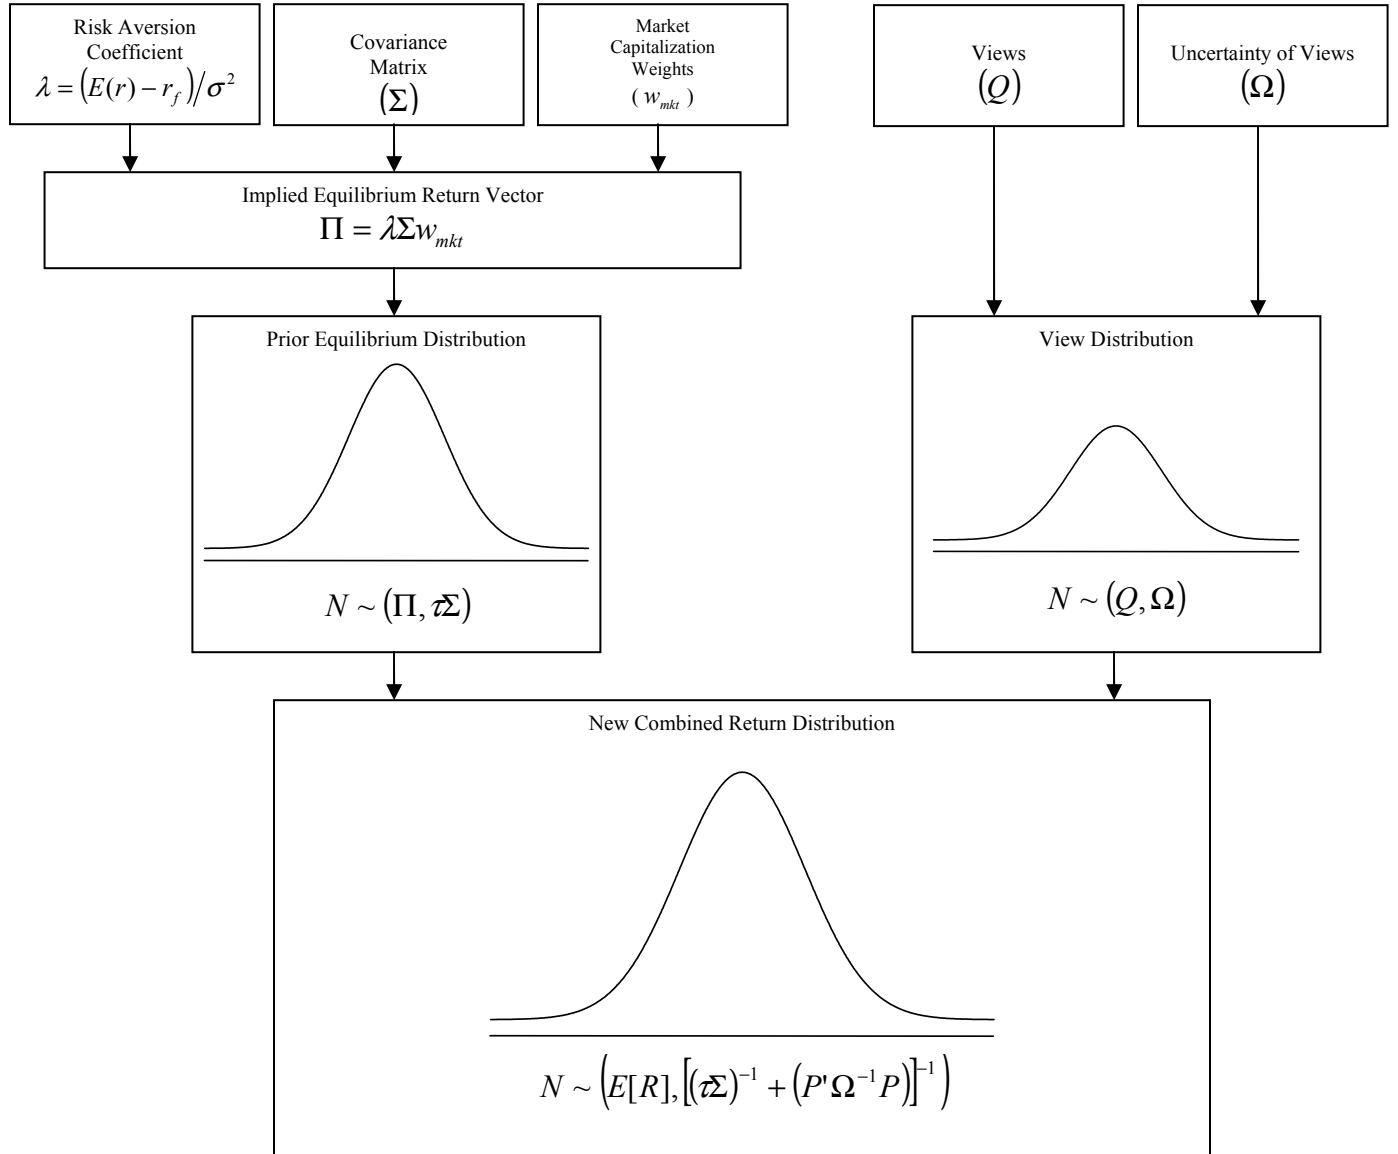 Risk Aversion
Coefficient
λ = (E(r) − r_f)/σ²
Covariance
Matrix
(Σ)
Market
Capitalization
Weights
( w_mkt )
Views
(Q)
Uncertainty of Views
(Ω)
Implied Equilibrium Return Vector
Π = λΣw_mkt
Prior Equilibrium Distribution
N ~ (Π, τΣ)
View Distribution
N ~ (Q, Ω)
New Combined Return Distribution
N ~ (E[R], [(τΣ)⁻¹ + (P'Ω⁻¹P)]⁻¹)